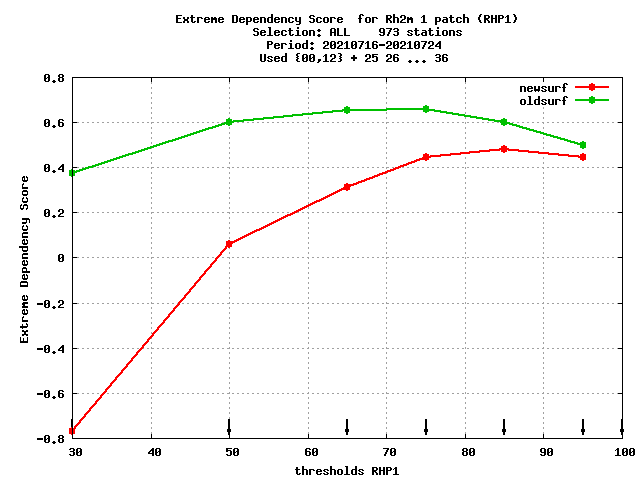 Extreme Dependency Score  for Rh2m 1 patch (RHP1)
Selection: ALL    973 stations
Period: 20210716-20210724
Used {00,12} + 25 26 ... 36
newsurf
oldsurf
0.8
0.6
0.4
0.2
0
-0.2
-0.4
-0.6
-0.8
Extreme Dependency Score
30 40 50 60 70 80 90 100
thresholds RHP1